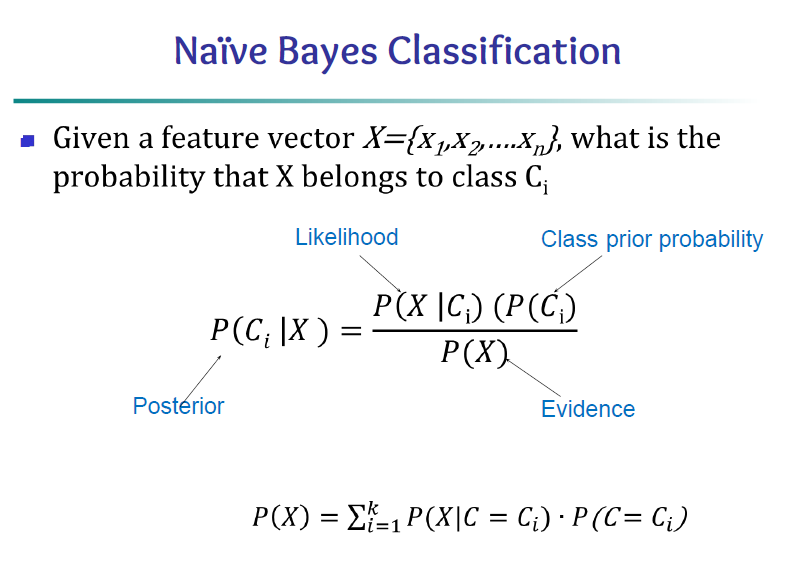 Naïve Bayes Classification
Given a feature vector X={x₁,x₂,….xₙ}, what is the
probability that X belongs to class Cᵢ
Likelihood
Class prior probability
P(Cᵢ |X ) = P(X |Cᵢ) (P(Cᵢ) / P(X)
Posterior
Evidence
P(X) = ∑ᵢ₌₁ᵏ P(X|C = Cᵢ) · P(C= Cᵢ)